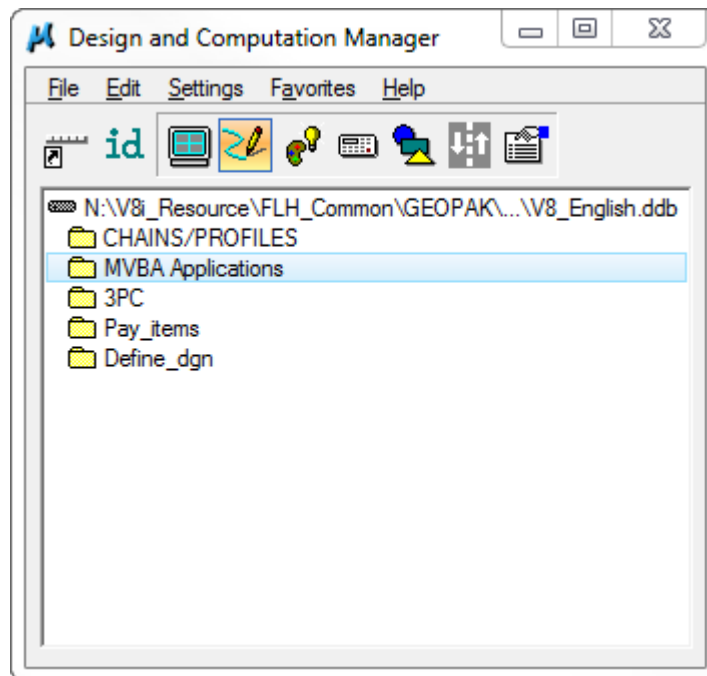 Design and Computation Manager
File Edit Settings Favorites Help
id
N:\V8i_Resource\FLH_Common\GEOPAK\...\V8_English.ddb
CHAINS/PROFILES
MVBA Applications
3PC
Pay_items
Define_dgn